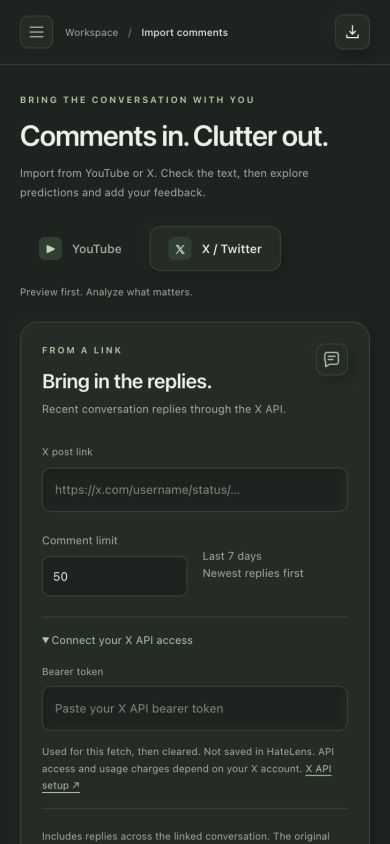 Workspace / Import comments
BRING THE CONVERSATION WITH YOU
Comments in. Clutter out.
Import from YouTube or X. Check the text, then explore
predictions and add your feedback.
YouTube
X / Twitter
Preview first. Analyze what matters.
FROM A LINK
Bring in the replies.
Recent conversation replies through the X API.
X post link
https://x.com/username/status/...
Comment limit
50
Last 7 days
Newest replies first
▼ Connect your X API access
Bearer token
Paste your X API bearer token
Used for this fetch, then cleared. Not saved in HateLens. API
access and usage charges depend on your X account. X API
setup ↗
Includes replies across the linked conversation. The original